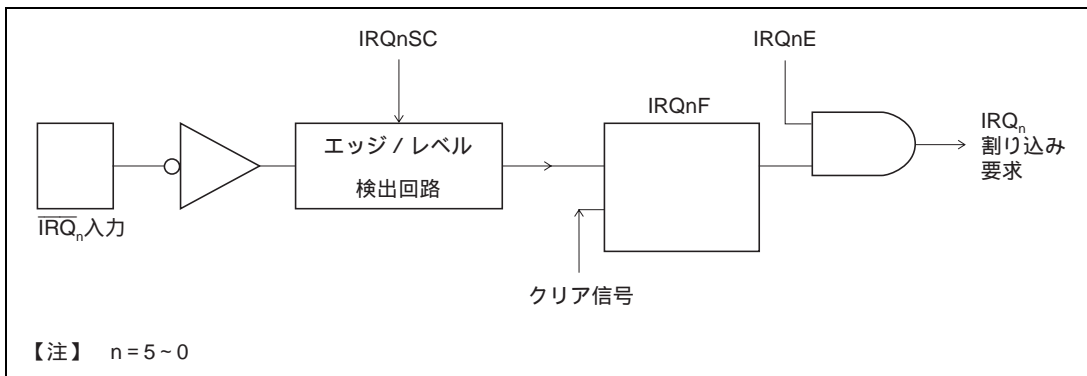 IRQnSC
IRQnE
IRQnF
エッジ / レベル
検出回路
IRQn
割り込み
要求
IRQn入力
クリア信号
【注】 n = 5 ~ 0